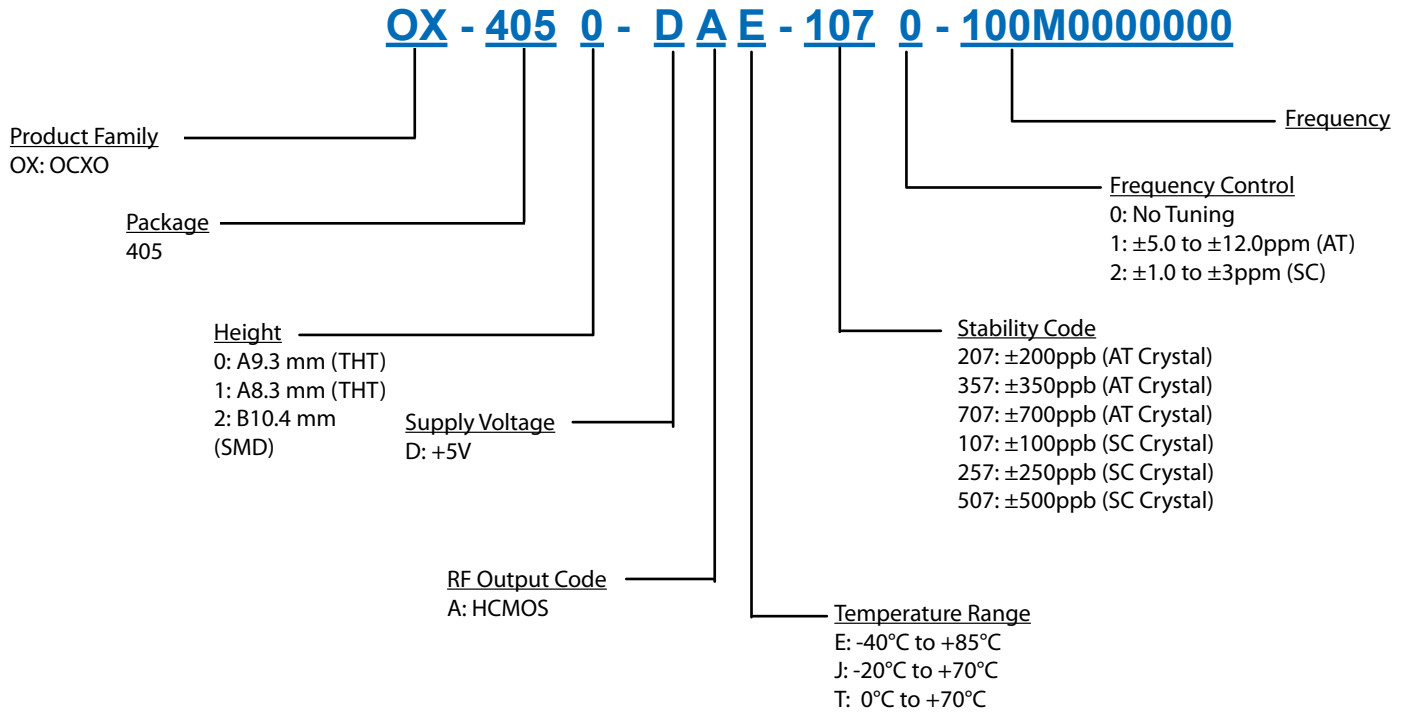 OX - 405 0 - D A E - 107 0 - 100M0000000
Product Family
OX: OCXO
Package
405
Height
0: A9.3 mm (THT)
1: A8.3 mm (THT)
2: B10.4 mm
(SMD)
Supply Voltage
D: +5V
RF Output Code
A: HCMOS
Temperature Range
E: -40°C to +85°C
J: -20°C to +70°C
T: 0°C to +70°C
Stability Code
207: ±200ppb (AT Crystal)
357: ±350ppb (AT Crystal)
707: ±700ppb (AT Crystal)
107: ±100ppb (SC Crystal)
257: ±250ppb (SC Crystal)
507: ±500ppb (SC Crystal)
Frequency Control
0: No Tuning
1: ±5.0 to ±12.0ppm (AT)
2: ±1.0 to ±3ppm (SC)
Frequency